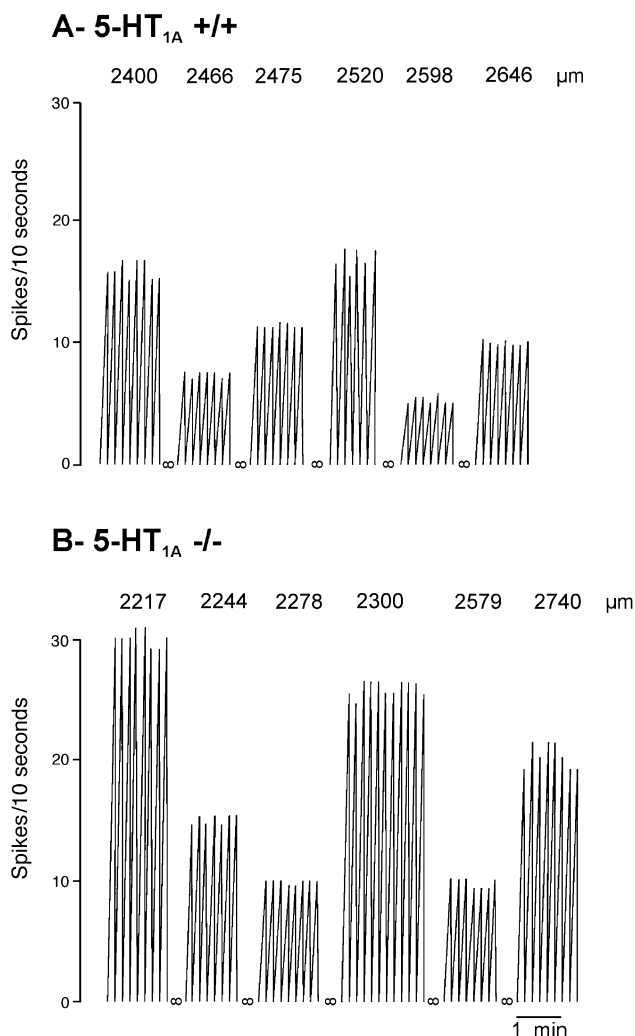 A- 5-HT1A +/+
2400 2466 2475 2520 2598 2646 µm
30
20
10
0
Spikes/10 seconds
∞ ∞ ∞ ∞ ∞
B- 5-HT1A -/-
2217 2244 2278 2300 2579 2740 µm
30
20
10
0
Spikes/10 seconds
∞ ∞ ∞ ∞ ∞
1 min